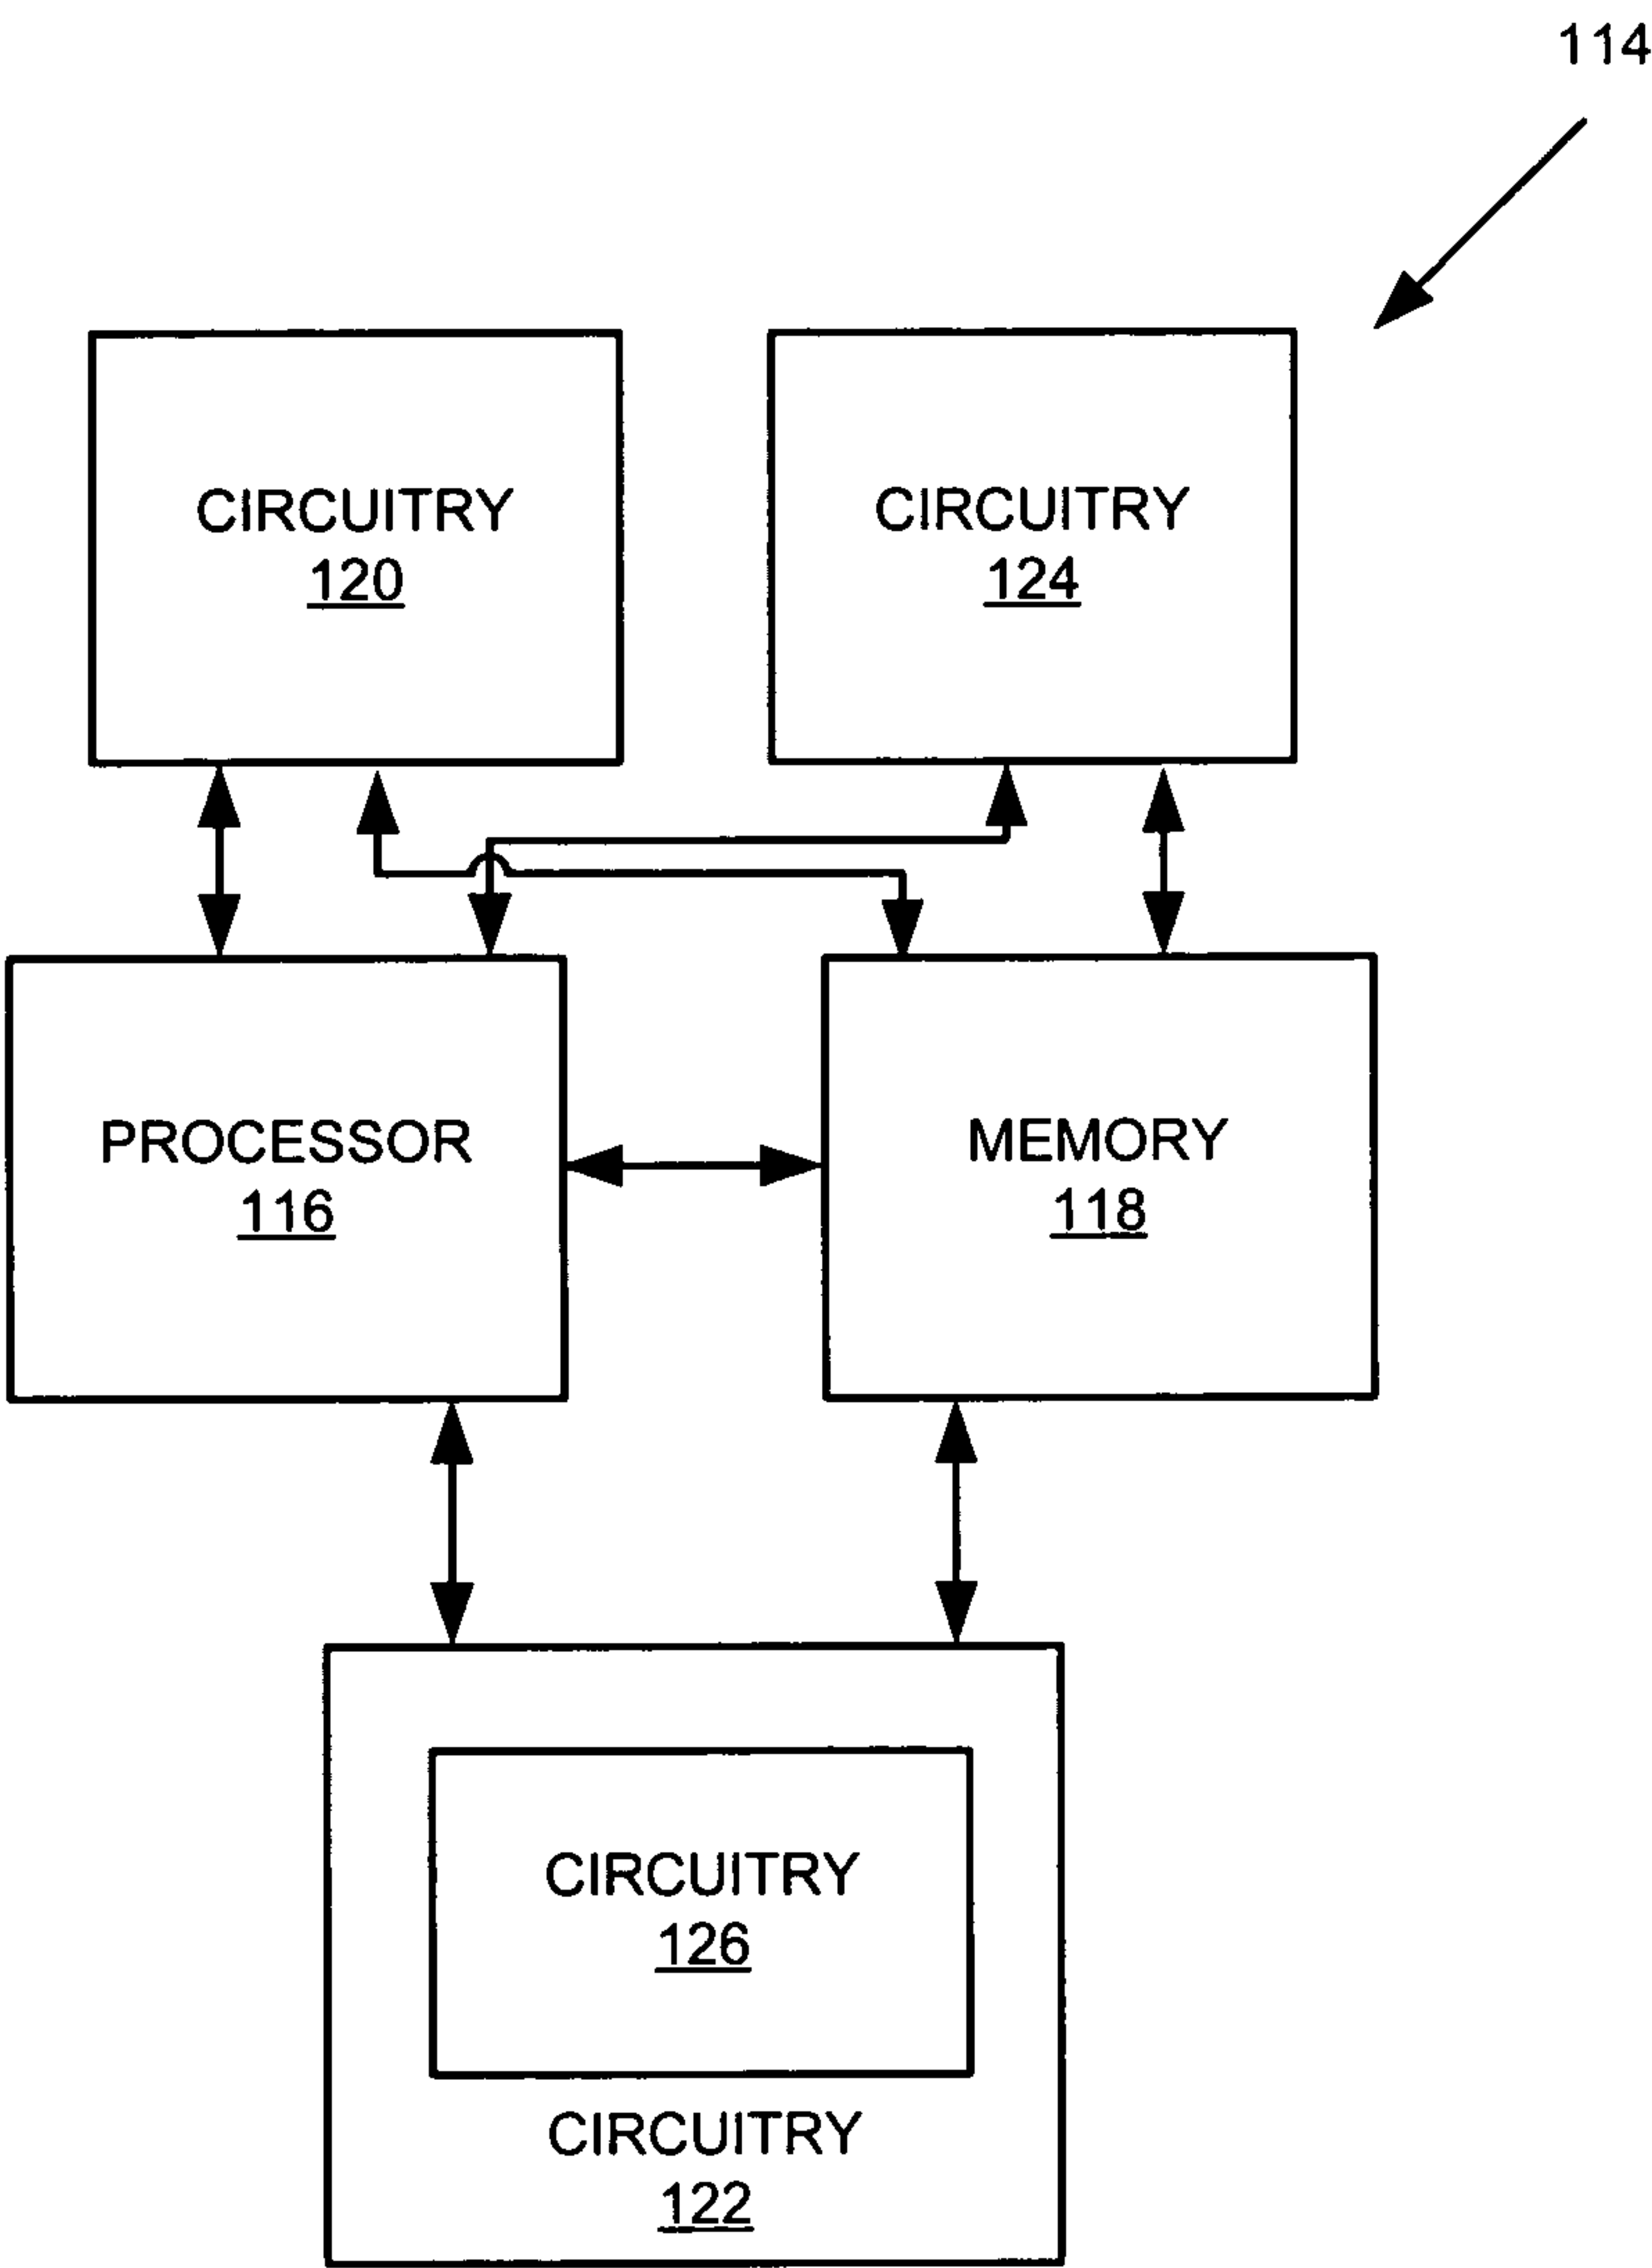 114
CIRCUITRY
120
CIRCUITRY
124
PROCESSOR
116
MEMORY
118
CIRCUITRY
126
CIRCUITRY
122